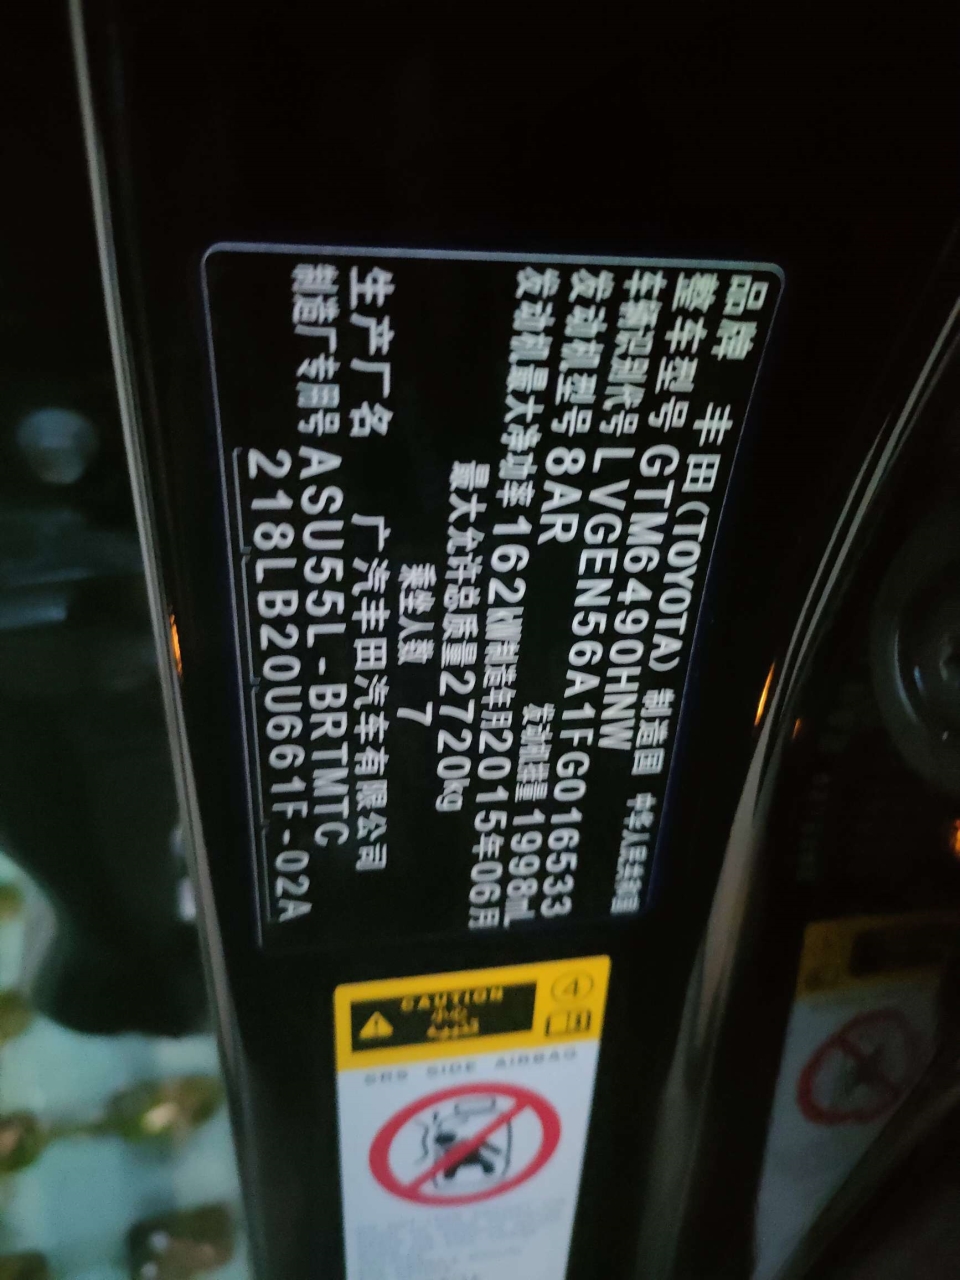 品牌 丰田(TOYOTA) 制造国 中华人民共和国
整车型号 GTM6490HNW
车辆识别代号 LVGEN56A1FG016533
发动机型号 8AR 发动机排量 1998mL
发动机最大净功率 162kW 制造年月 2015年06月
最大允许总质量 2720kg
乘坐人数 7
生产厂名 广汽丰田汽车有限公司
制造厂专用号 ASU55L-BRTMTC
218LB20U661F-02A
CAUTION
小心
4
SRS SIDE AIRBAG